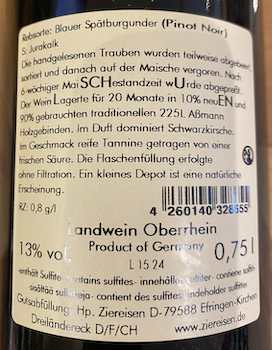 Rebsorte: Blauer Spätburgunder (Pinot Noir)
S: Jurakalk
Die handgelesenen Trauben wurden teilweise abgebeert
sortiert und danach auf der Maische vergoren. Nach
6-wöchiger MaiSCHestandzeit wUrde abgepreßt.
Der Wein Lagerte für 20 Monate in 10% neuEN und
90% gebrauchten traditionellen 225L Aßmann
Holzgebinden. Im Duft dominiert Schwarzkirsche.
Im Geschmack reife Tannine getragen von einer
frischen Säure. Die Flaschenfüllung erfolgte
ohne Filtration. Ein kleines Depot ist eine natürliche
Erscheinung.
RZ: 0,8 g/l
4 260140 328655
Landwein Oberrhein
13% vol. Product of Germany 0,75 l
L 15 24
enthält Sulfite-contains sulfites- innehåller sulfiter- contiene solfiti
sisältää sulfiitteja- contient des sulfites indeholder sulfitter
Gutsabfüllung: Hp. Ziereisen D-79588 Efringen-Kirchen
Dreiländereck D/F/CH www.ziereisen.de